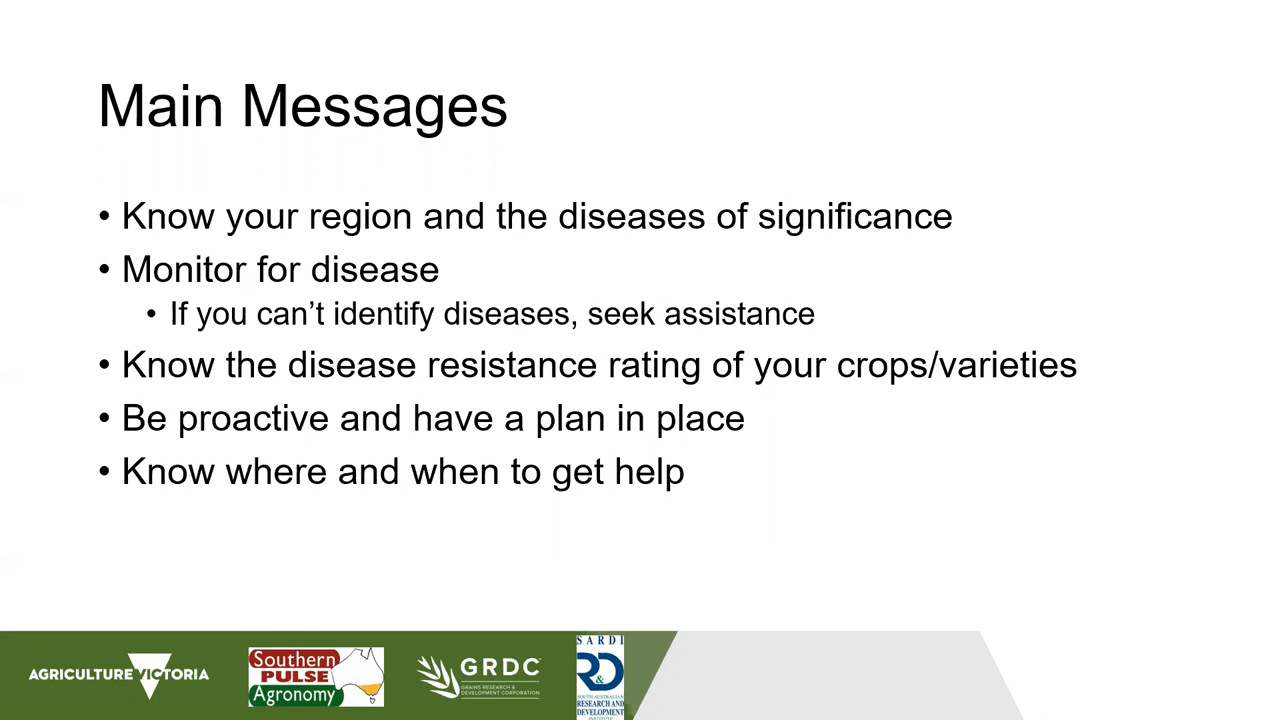 Main Messages
• Know your region and the diseases of significance
• Monitor for disease
• If you can’t identify diseases, seek assistance
• Know the disease resistance rating of your crops/varieties
• Be proactive and have a plan in place
• Know where and when to get help
AGRICULTURE VICTORIA
Southern
PULSE
Agronomy
GRDC
GRAINS RESEARCH &
DEVELOPMENT CORPORATION
SARDI
R&D
SOUTH AUSTRALIAN
RESEARCH AND
DEVELOPMENT
INSTITUTE